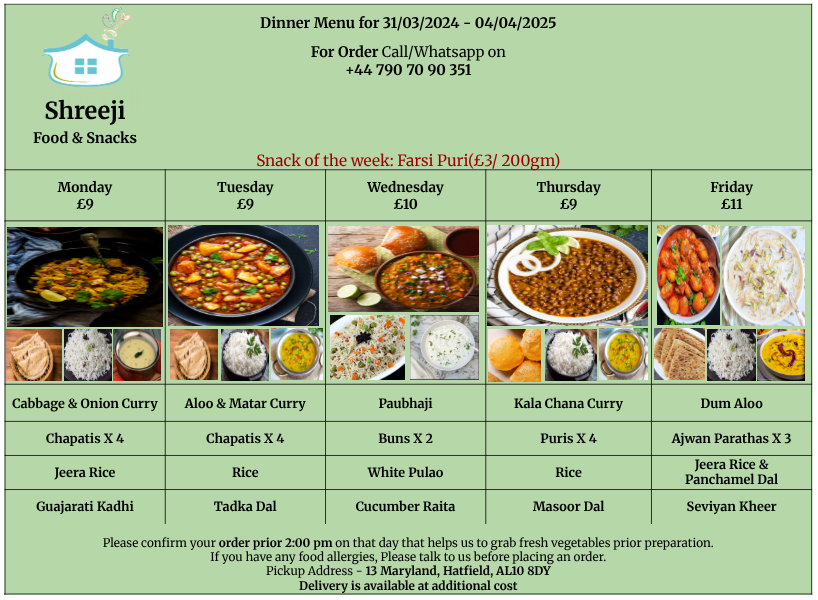 Dinner Menu for 31/03/2024 - 04/04/2025
For Order Call/Whatsapp on
+44 790 70 90 351
Shreeji
Food & Snacks
Snack of the week: Farsi Puri(£3/ 200gm)
Monday
£9
Tuesday
£9
Wednesday
£10
Thursday
£9
Friday
£11
Cabbage & Onion Curry
Aloo & Matar Curry
Paubhaji
Kala Chana Curry
Dum Aloo
Chapatis X 4
Chapatis X 4
Buns X 2
Puris X 4
Ajwan Parathas X 3
Jeera Rice
Rice
White Pulao
Rice
Jeera Rice &
Panchamel Dal
Guajarati Kadhi
Tadka Dal
Cucumber Raita
Masoor Dal
Seviyan Kheer
Please confirm your order prior 2:00 pm on that day that helps us to grab fresh vegetables prior preparation.
If you have any food allergies, Please talk to us before placing an order.
Pickup Address - 13 Maryland, Hatfield, AL10 8DY
Delivery is available at additional cost